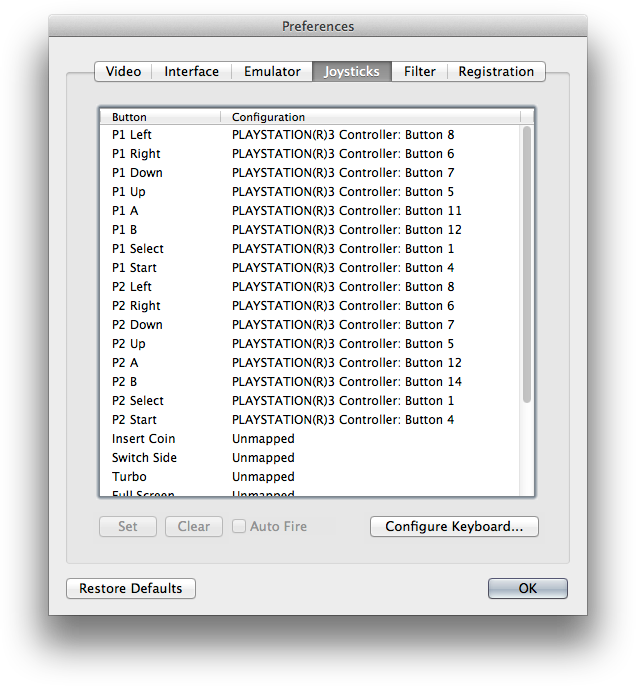 Preferences
Video Interface Emulator Joysticks Filter Registration
Button Configuration
P1 Left PLAYSTATION(R)3 Controller: Button 8
P1 Right PLAYSTATION(R)3 Controller: Button 6
P1 Down PLAYSTATION(R)3 Controller: Button 7
P1 Up PLAYSTATION(R)3 Controller: Button 5
P1 A PLAYSTATION(R)3 Controller: Button 11
P1 B PLAYSTATION(R)3 Controller: Button 12
P1 Select PLAYSTATION(R)3 Controller: Button 1
P1 Start PLAYSTATION(R)3 Controller: Button 4
P2 Left PLAYSTATION(R)3 Controller: Button 8
P2 Right PLAYSTATION(R)3 Controller: Button 6
P2 Down PLAYSTATION(R)3 Controller: Button 7
P2 Up PLAYSTATION(R)3 Controller: Button 5
P2 A PLAYSTATION(R)3 Controller: Button 12
P2 B PLAYSTATION(R)3 Controller: Button 14
P2 Select PLAYSTATION(R)3 Controller: Button 1
P2 Start PLAYSTATION(R)3 Controller: Button 4
Insert Coin Unmapped
Switch Side Unmapped
Turbo Unmapped
Full Screen Unmapped
Set Clear Auto Fire Configure Keyboard...
Restore Defaults OK